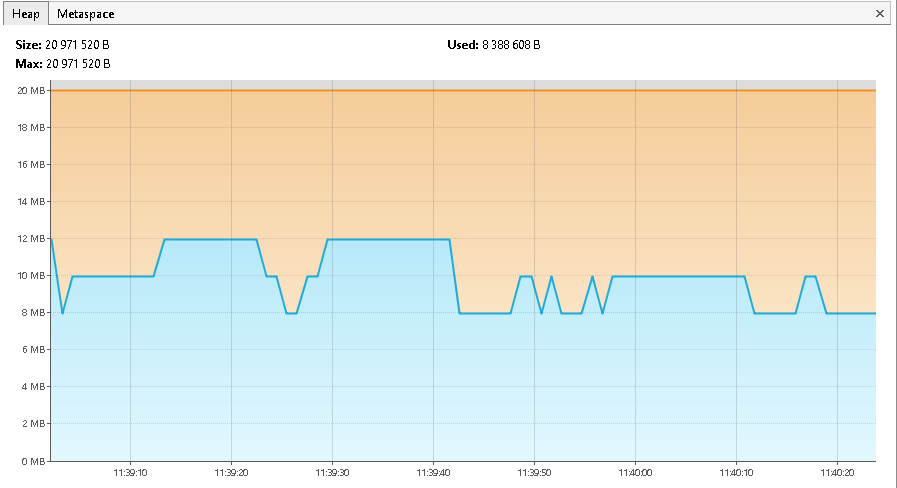 Heap Metaspace ×
Size: 20 971 520 B Used: 8 388 608 B
Max: 20 971 520 B
20 MB
18 MB
16 MB
14 MB
12 MB
10 MB
8 MB
6 MB
4 MB
2 MB
0 MB
11:39:10 11:39:20 11:39:30 11:39:40 11:39:50 11:40:00 11:40:10 11:40:20